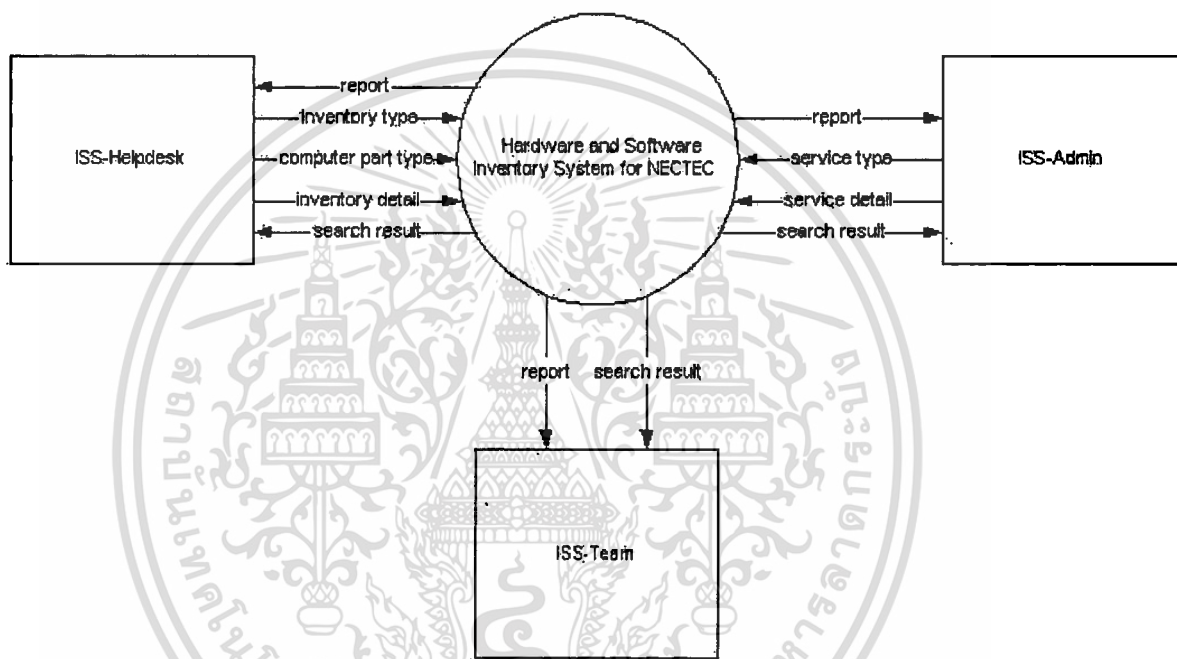 report
Inventory type
ISS-Helpdesk
computer part type
inventory detail
search result
Hardware and Software
Inventory System for NECTEC
report
service type
ISS-Admin
service detail
search result
report
search result
ISS-Team